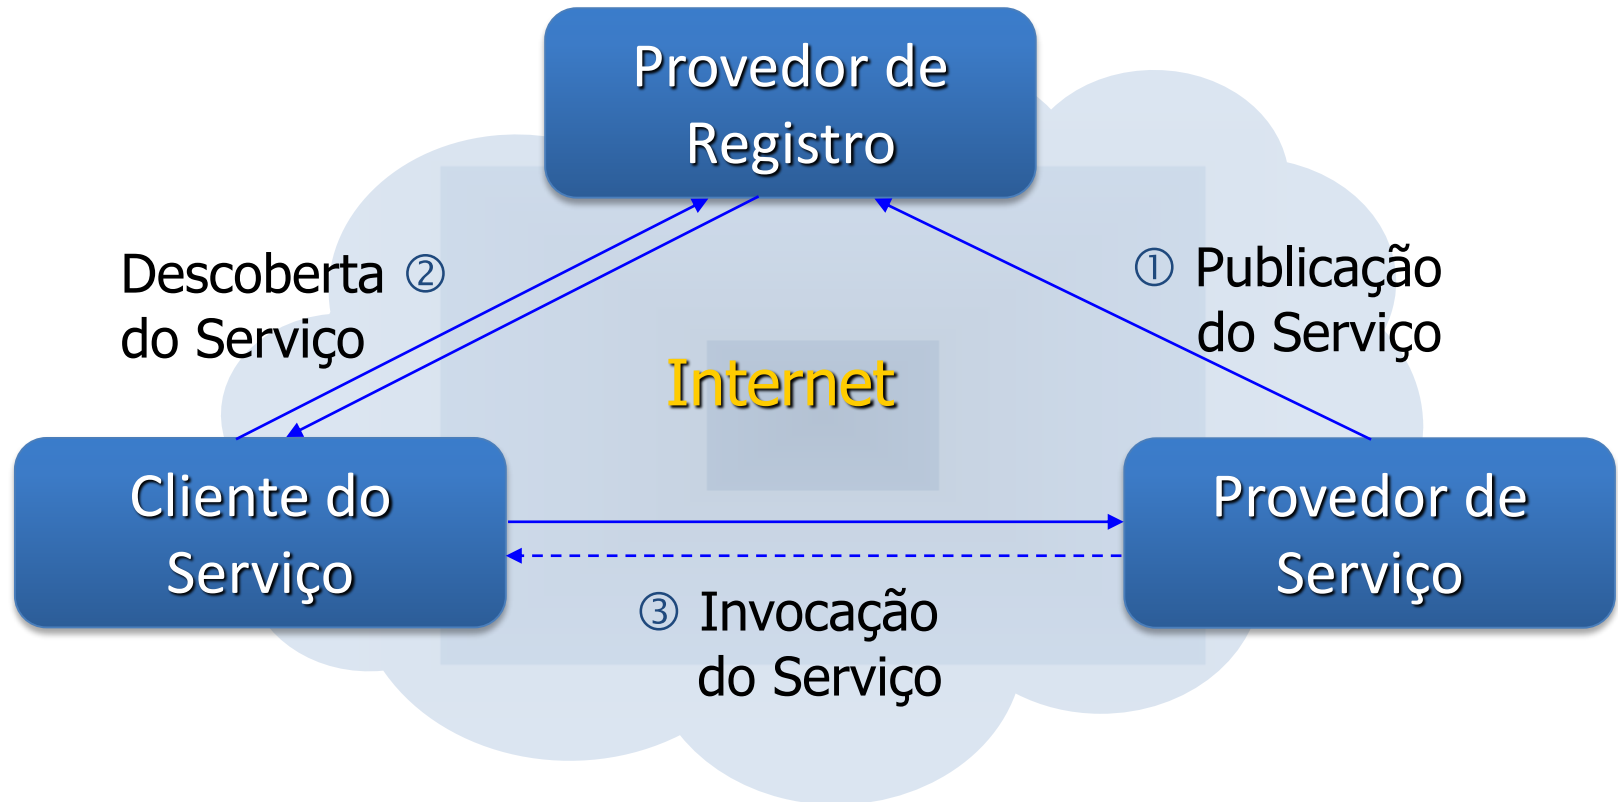 Provedor de
Registro
Descoberta ②
do Serviço
① Publicação
do Serviço
Internet
Cliente do
Serviço
Provedor de
Serviço
③ Invocação
do Serviço